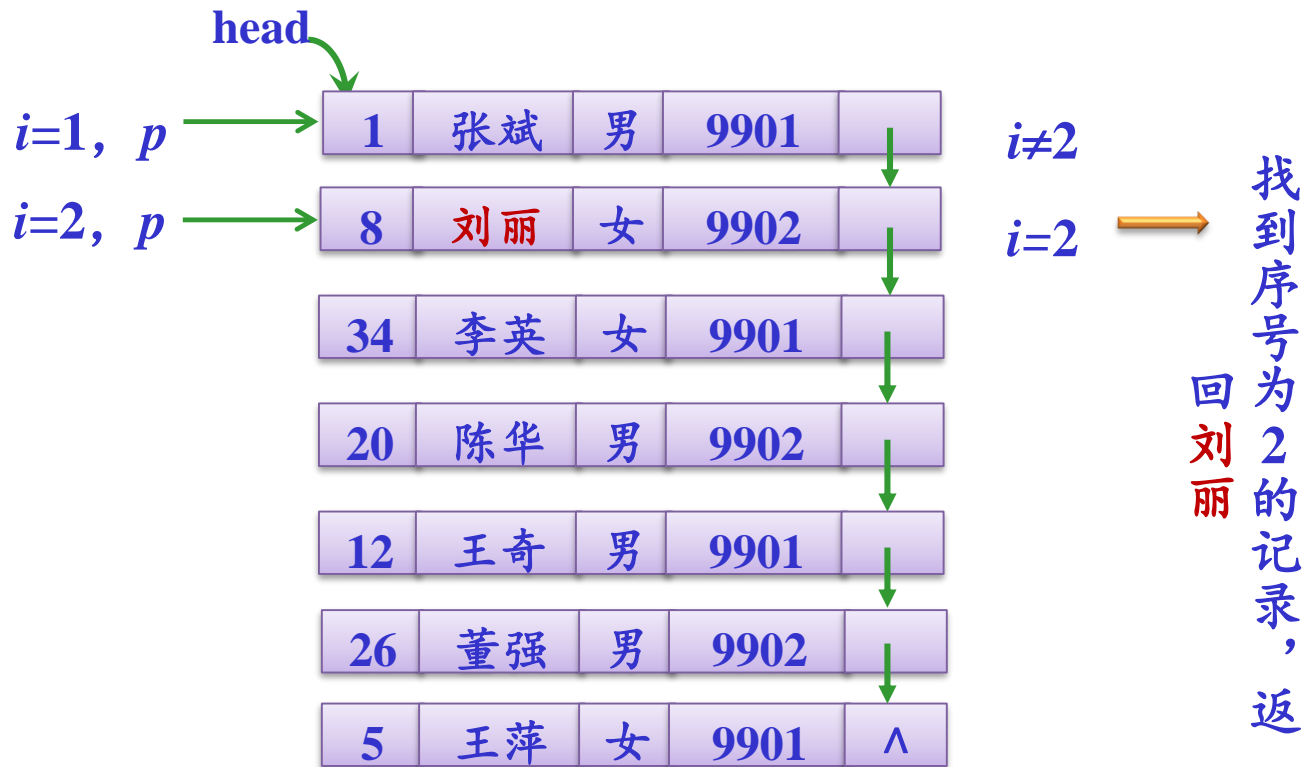 head
i=1，p
1 张斌 男 9901
i≠2
i=2，p
8 刘丽 女 9902
i=2
34 李英 女 9901
20 陈华 男 9902
12 王奇 男 9901
26 董强 男 9902
5 王萍 女 9901 ∧
找到序号为2的记录，返
回刘丽